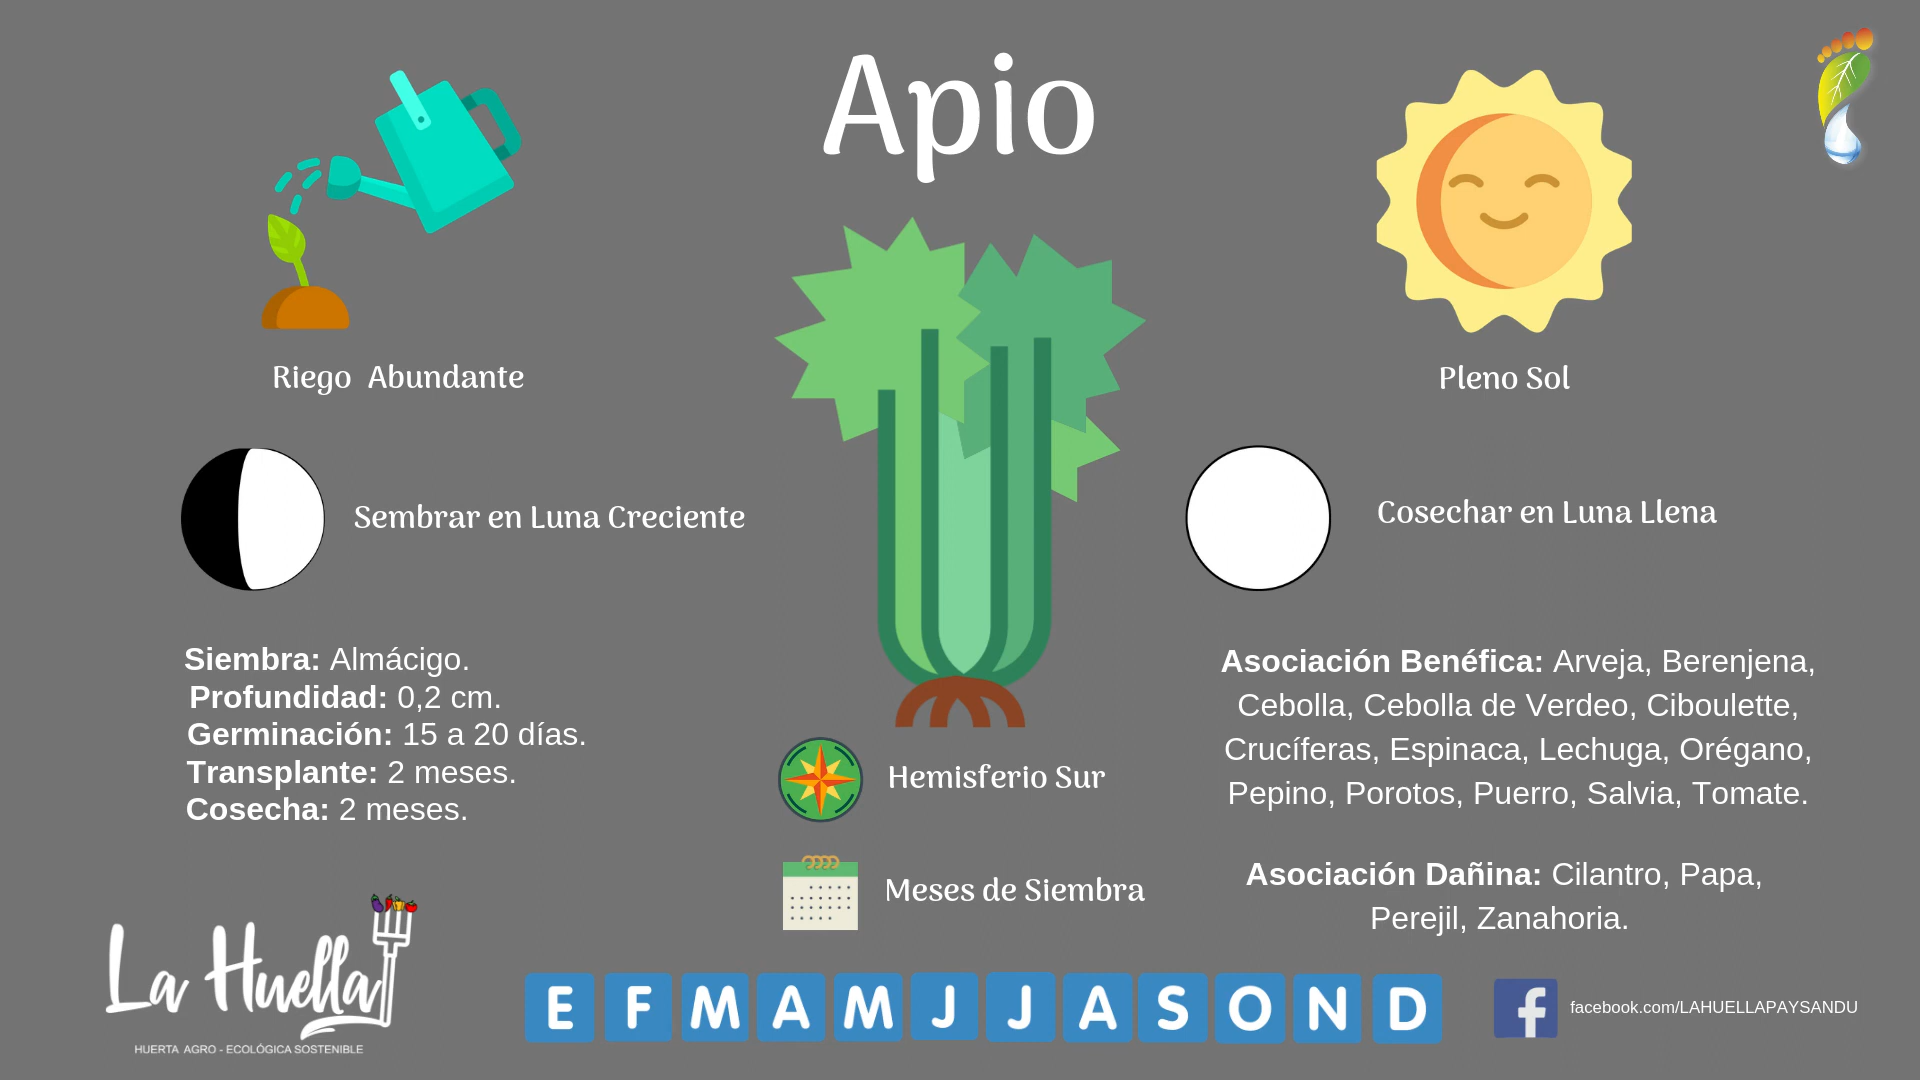 Apio
Riego Abundante
Pleno Sol
Sembrar en Luna Creciente
Cosechar en Luna Llena
Siembra: Almácigo.
Profundidad: 0,2 cm.
Germinación: 15 a 20 días.
Transplante: 2 meses.
Cosecha: 2 meses.
Asociación Benéfica: Arveja, Berenjena,
Cebolla, Cebolla de Verdeo, Ciboulette,
Crucíferas, Espinaca, Lechuga, Orégano,
Pepino, Porotos, Puerro, Salvia, Tomate.
Asociación Dañina: Cilantro, Papa,
Perejil, Zanahoria.
Hemisferio Sur
Meses de Siembra
La Huella
HUERTA AGRO - ECOLÓGICA SOSTENIBLE
E F M A M J J A S O N D
facebook.com/LAHUELLAPAYSANDU